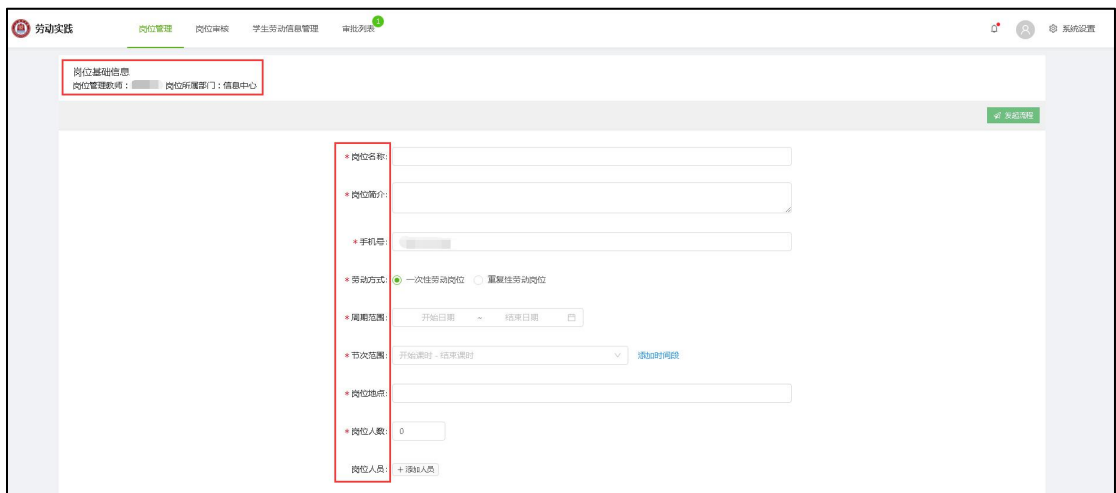 劳动实践 岗位管理 岗位审核 学生劳动信息管理 审批列表 1 系统设置
岗位基础信息
岗位管理教师： 岗位所属部门：信息中心
发起流程
* 岗位名称:
* 岗位简介:
* 手机号:
* 劳动方式: 一次性劳动岗位 重复性劳动岗位
* 周期范围: 开始日期 ~ 结束日期
* 节次范围: 开始课时 - 结束课时 添加时间段
* 岗位地点:
* 岗位人数: 0
岗位人员: + 添加人员